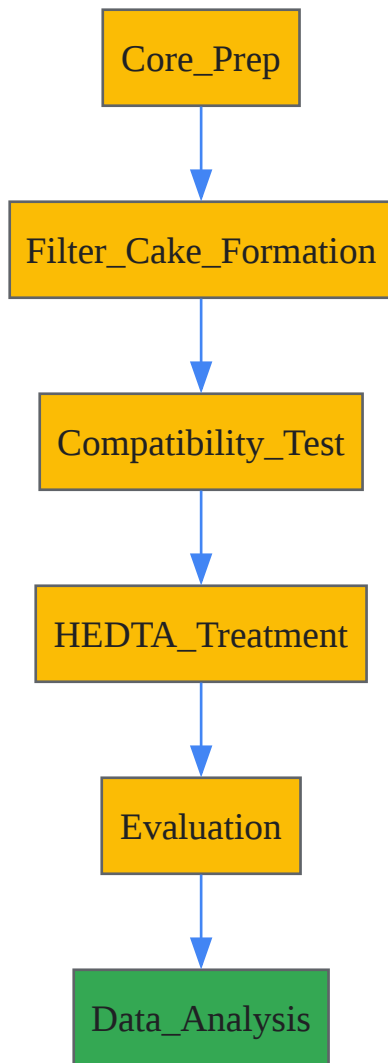 Core_Prep
Filter_Cake_Formation
Compatibility_Test
HEDTA_Treatment
Evaluation
Data_Analysis